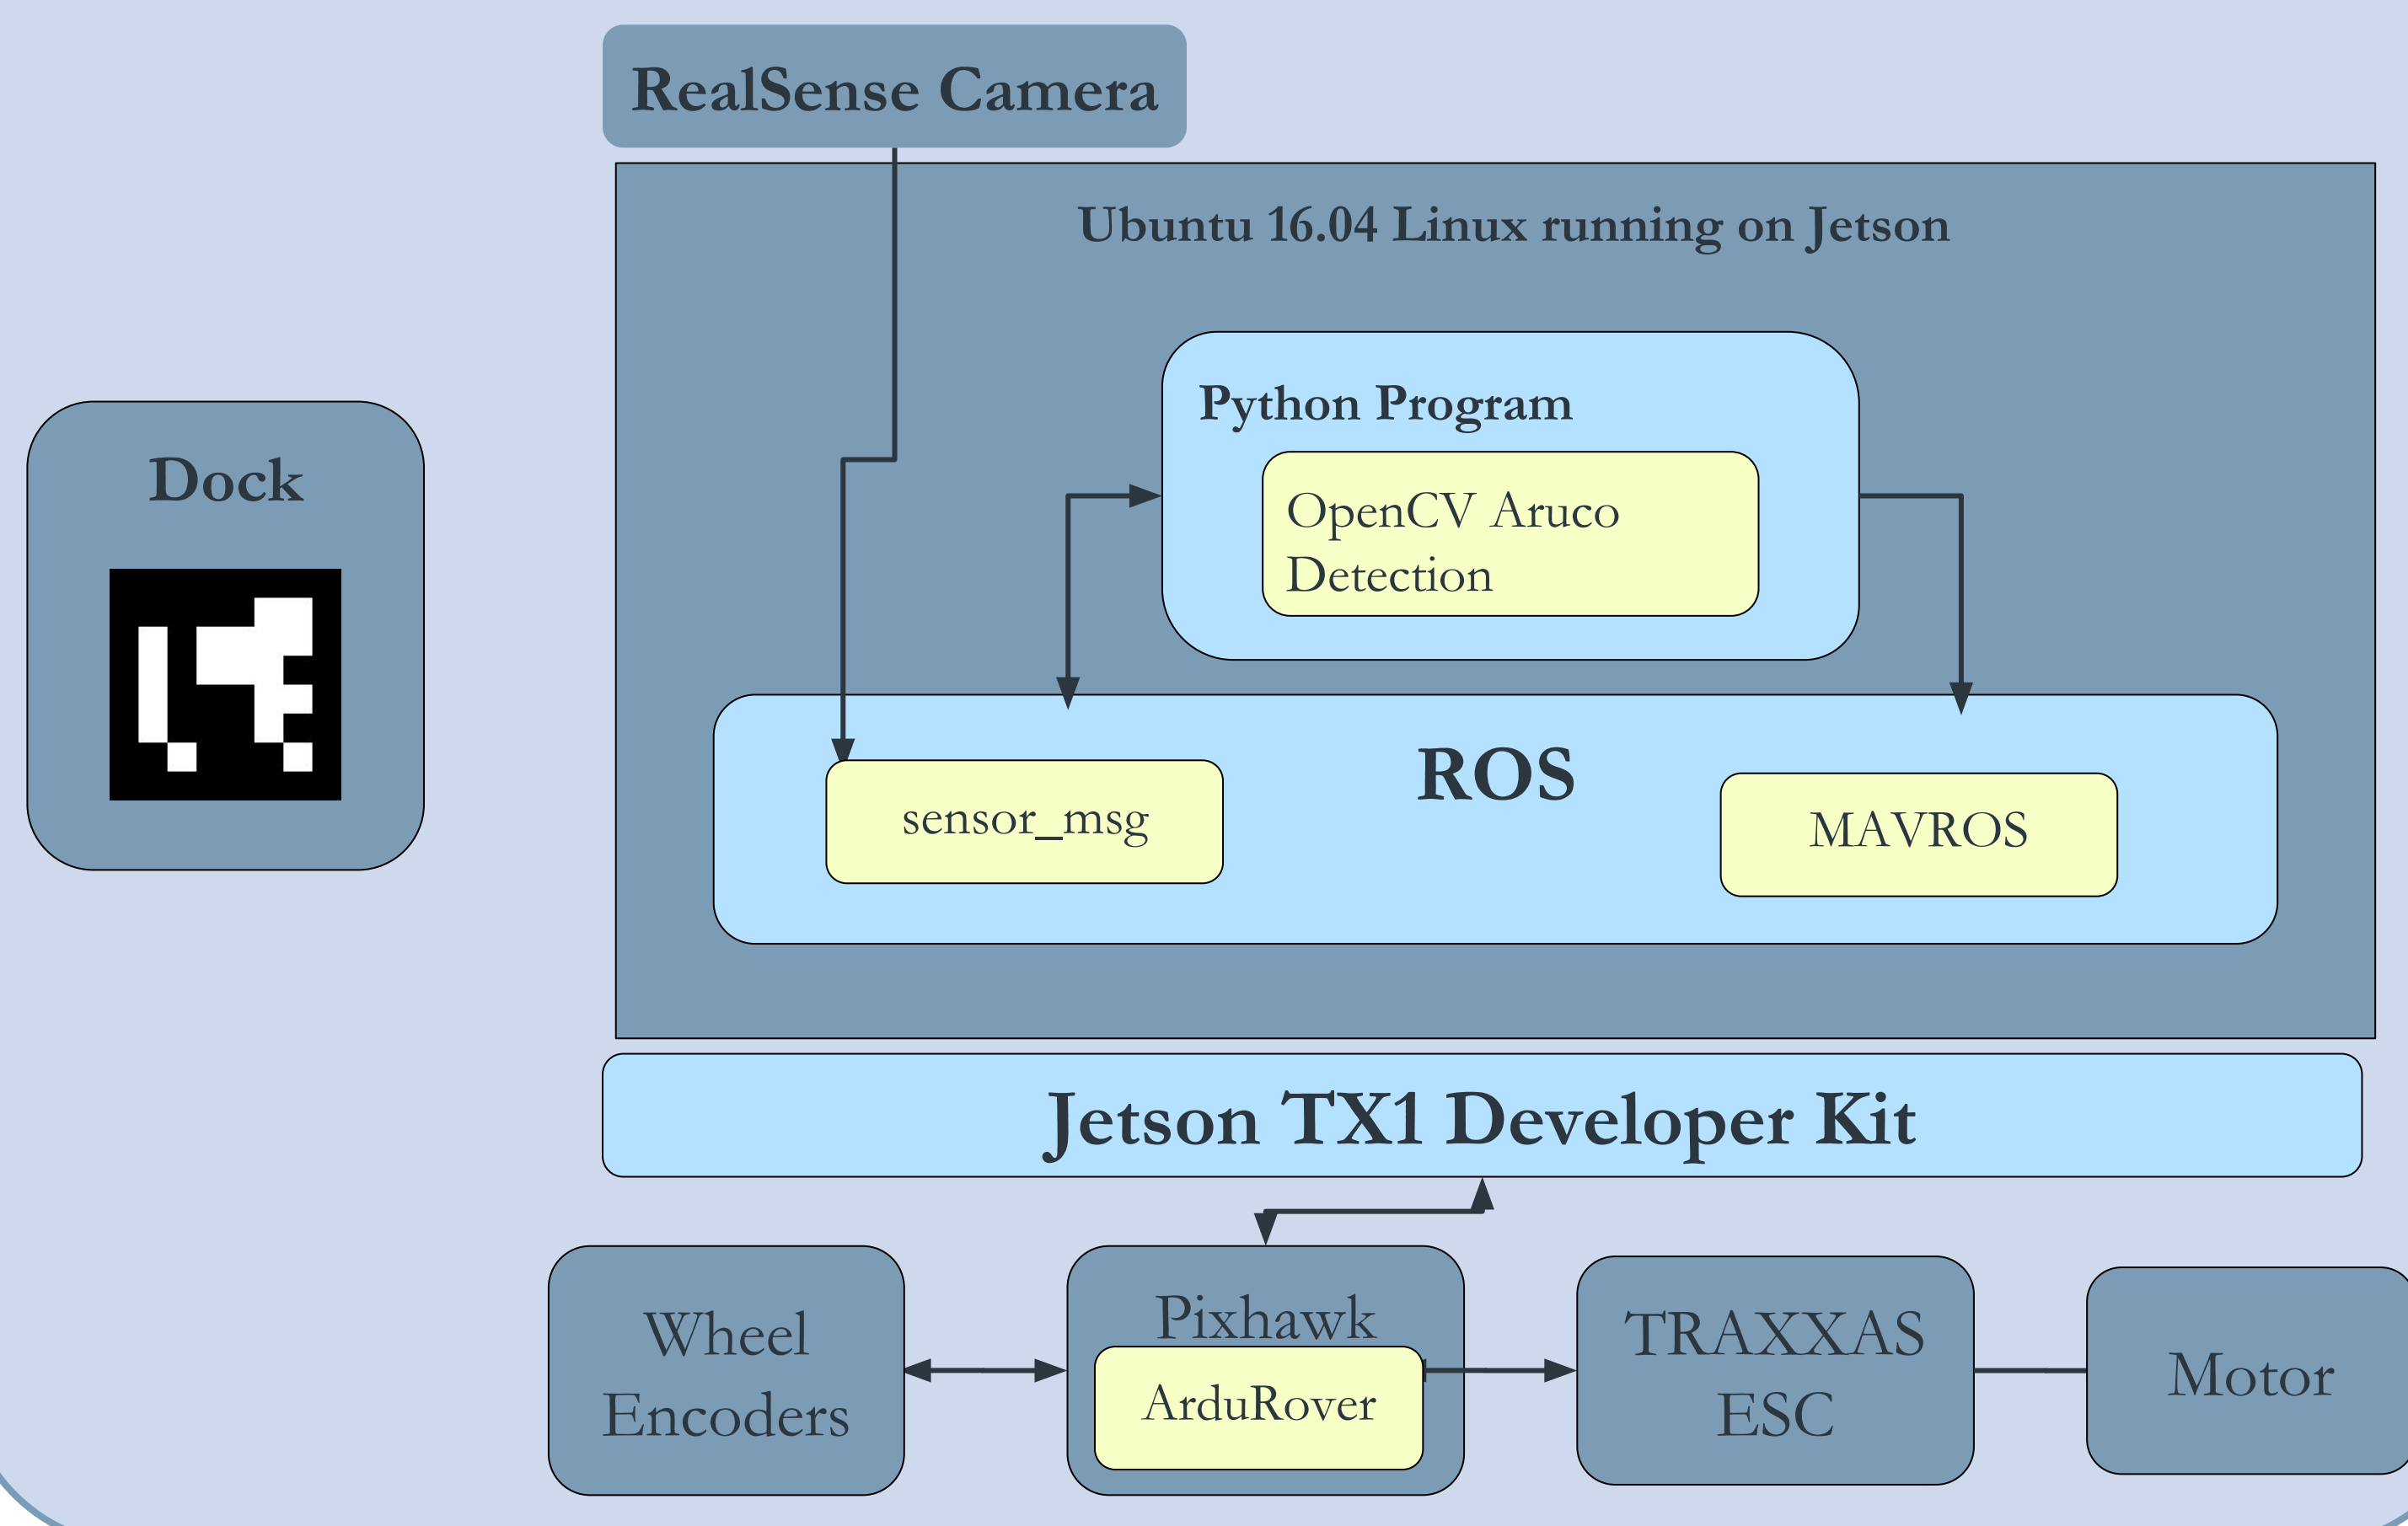 RealSense Camera
Ubuntu 16.04 Linux running on Jetson
Python Program
OpenCV Aruco
Detection
Dock
ROS
sensor_msg
MAVROS
Jetson TX1 Developer Kit
Wheel
Encoders
Pixhawk
ArduRover
TRAXXAS
ESC
Motor